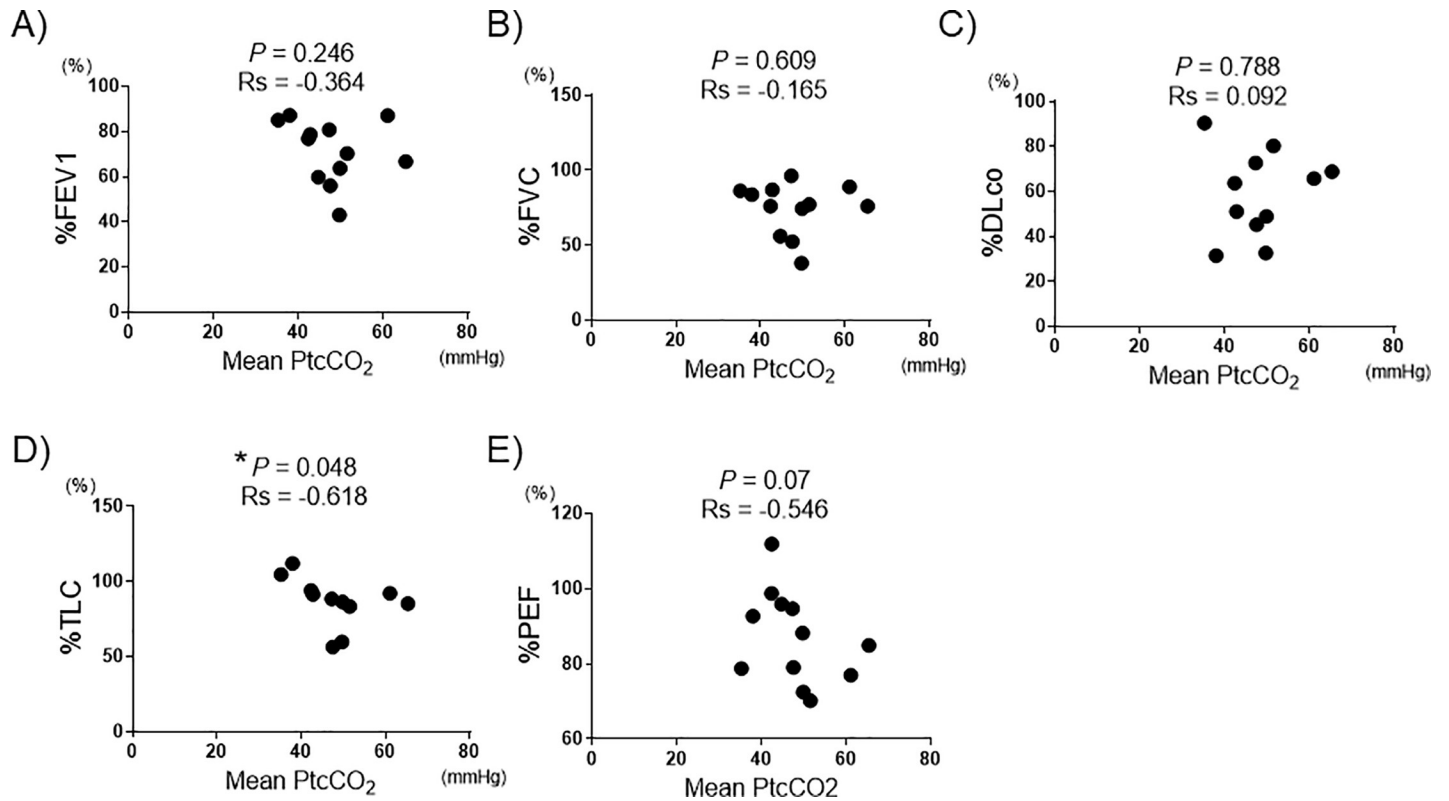 A)
P = 0.246
Rs = -0.364
(%)
100
80
60
40
20
0
%FEV1
0 20 40 60 80
Mean PtcCO2 (mmHg)
B)
P = 0.609
Rs = -0.165
(%)
150
100
50
0
%FVC
0 20 40 60 80
Mean PtcCO2 (mmHg)
C)
P = 0.788
Rs = 0.092
(%)
100
80
60
40
20
0
%DLco
0 20 40 60 80
Mean PtcCO2 (mmHg)
D)
*P = 0.048
Rs = -0.618
(%)
150
100
50
0
%TLC
0 20 40 60 80
Mean PtcCO2 (mmHg)
E)
P = 0.07
Rs = -0.546
(%)
120
100
80
60
%PEF
0 20 40 60 80
Mean PtcCO2